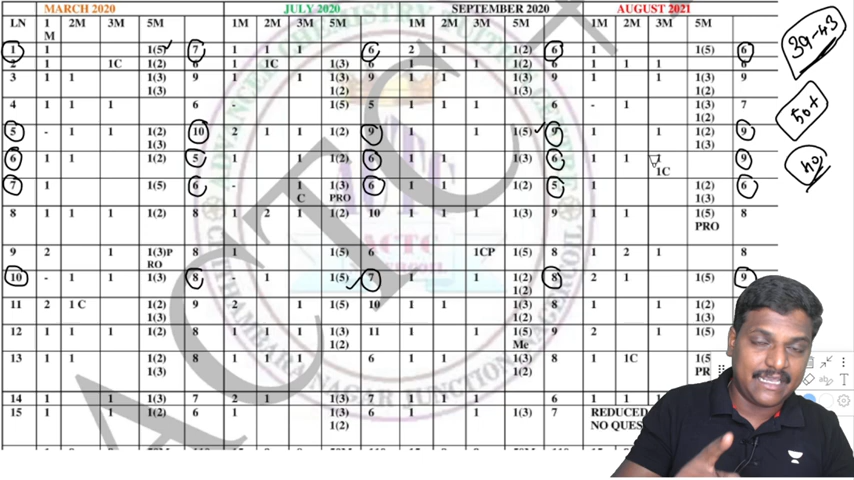 MARCH 2020 JULY 2020 SEPTEMBER 2020 AUGUST 2021
LN 1 M 2M 3M 5M 1M 2M 3M 5M 1M 2M 3M 5M 1M 2M 3M 5M
1 1 1(5) 7 1 1 1 6 2 1 1(2) 6 1 1(5) 6
2 1 1C 1(2) 6 1 1C 1(3) 6 1 1 1 1(2) 6 1 1 1 6
3 1 1 1(3) 1(3) 9 1 1 1(3) 1(2) 9 1 1 1(2) 1(3) 9 1 1 1(3) 1(2) 9
4 1 1 1 6 - 1 1(5) 5 1 1 1 6 - 1 1(3) 1(2) 7
5 - 1 1 1(2) 1(3) 10 2 1 1 1(2) 9 1 1 1(5) 9 1 1 1(2) 1(3) 9
6 1 1 1(2) 5 1 1 1(2) 6 1 1 1(3) 6 1 1 1 1C 9
7 1 1(5) 6 - 1 C 1(3) PRO 6 1 1 1(2) 5 1 1(2) 1(3) 6
8 1 1 1 1(2) 8 1 2 1 1(2) 10 1 1 1 1(3) 9 1 1 1(5) PRO 8
9 2 1 1(3)P RO 8 1 1(5) 6 1CP 1(5) 8 1 2 1 8
10 - 1 1 1(3) 8 - 1 1(5) 7 1 1 1(2) 1(2) 8 2 1 1(5) 9
11 2 1 C 1(2) 1(3) 9 2 1 1(5) 10 1 1 1(2) 1(3) 8 1 1 1(2) 1(3)
12 1 1 1 1(2) 8 1 1 1 1(3) 1(2) 11 1 1 1(5) Me 9 2 1 1(5)
13 1 1 1(2) 1(3) 8 1 1 1 6 1 1 1(3) 1(2) 8 1 1C 1(5 PR
14 1 1 1(3) 7 2 1 1(3) 7 1 1 1 6 1 1 1
15 1 1 1(2) 6 1 1(3) 1(2) 6 1 1 1(3) 7 REDUCED
NO QUES
39-43
50+
ACTC